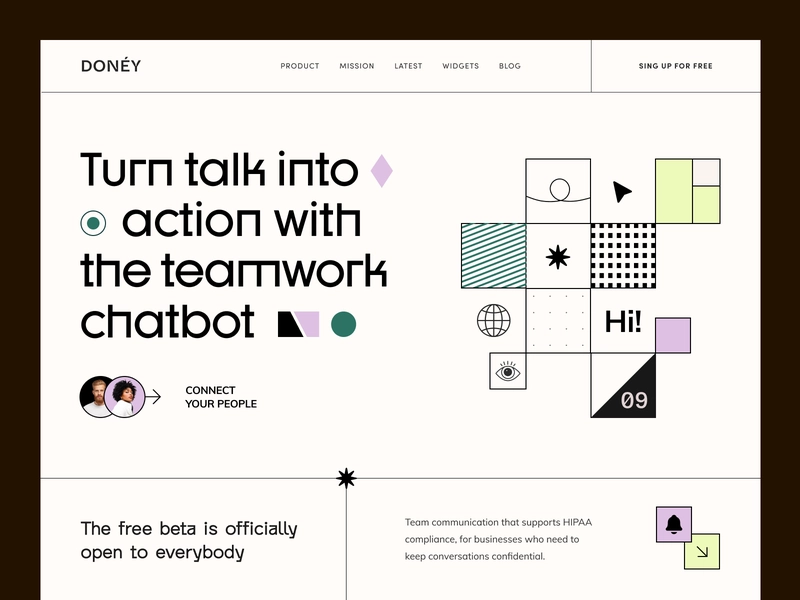 DONÉY
PRODUCT MISSION LATEST WIDGETS BLOG
SING UP FOR FREE
Turn talk into
action with
the teamwork
chatbot
CONNECT
YOUR PEOPLE
Hi!
09
The free beta is officially
open to everybody
Team communication that supports HIPAA
compliance, for businesses who need to
keep conversations confidential.